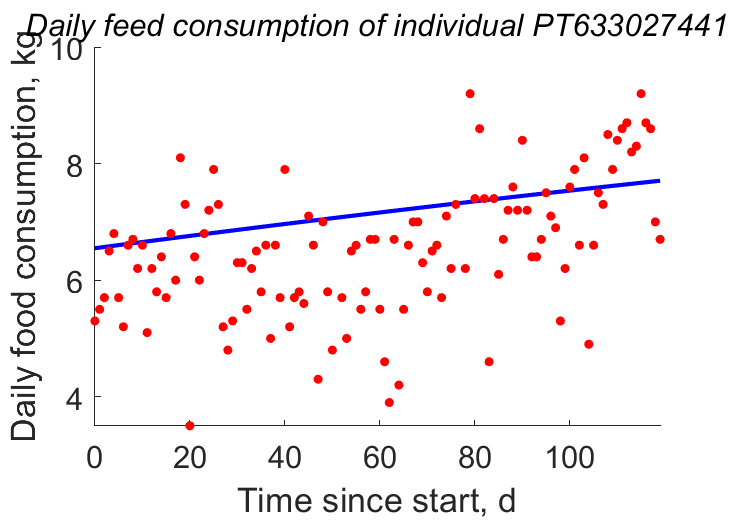 Daily feed consumption of individual PT633027441
Daily food consumption, kg
10
8
6
4
0 20 40 60 80 100
Time since start, d